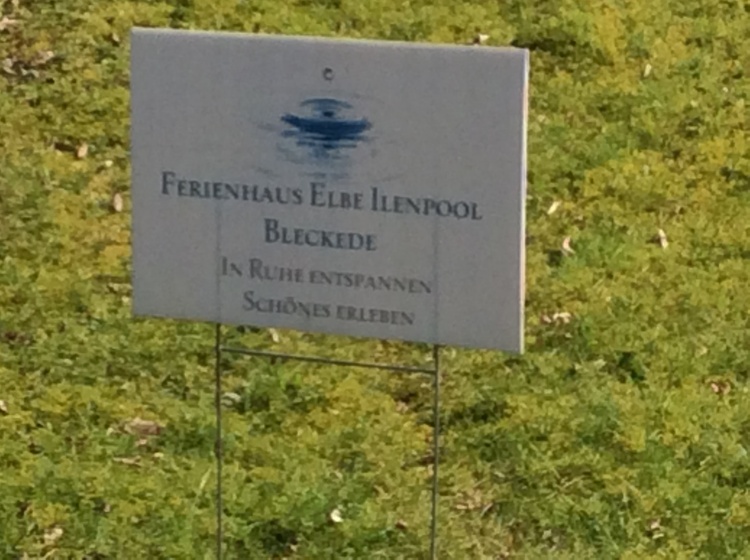 Ferienhaus Elbe Ilenpool
Bleckede
In Ruhe entspannen
Schönes erleben